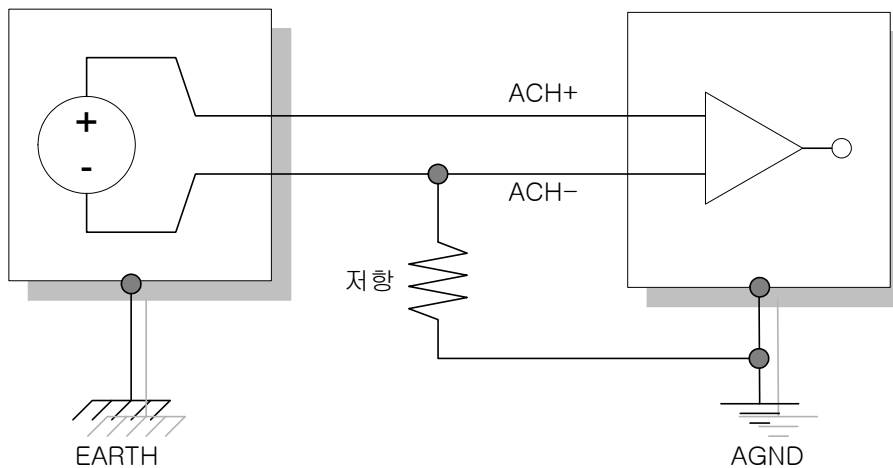 ACH+
+
-
ACH-
저항
EARTH
AGND